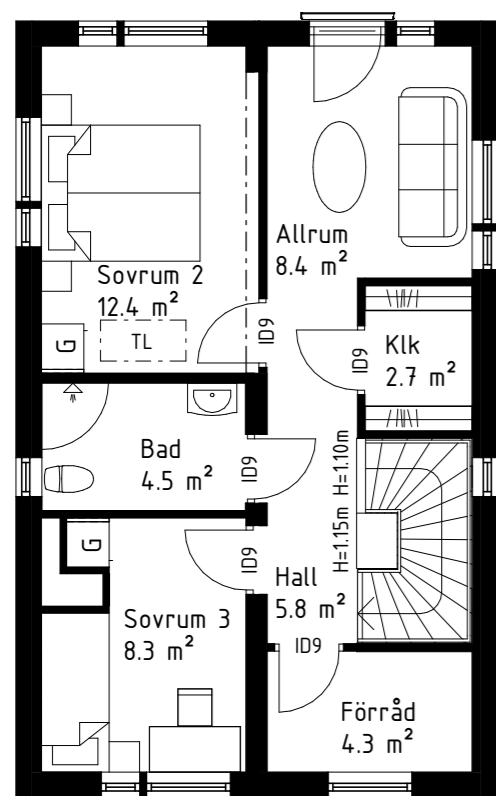 Allrum
8.4 m²
Sovrum 2
12.4 m²
TL
G
ID9
ID9
Klk
2.7 m²
Bad
4.5 m²
ID9
H=1.15m H=1.10m
G
ID9
Hall
5.8 m²
Sovrum 3
8.3 m²
ID9
Förråd
4.3 m²